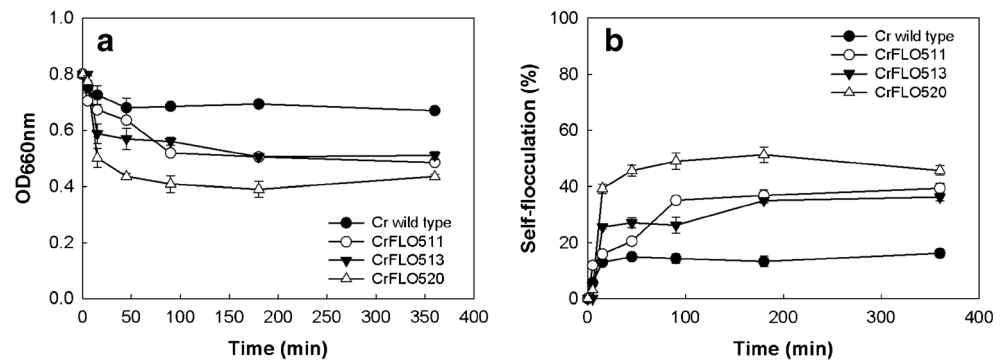 a
OD660nm
1.0
0.8
0.6
0.4
0.2
0.0
0 50 100 150 200 250 300 350 400
Time (min)
Cr wild type
CrFLO511
CrFLO513
CrFLO520
b
Self-flocculation (%)
100
80
60
40
20
0
0 100 200 300 400
Time (min)
Cr wild type
CrFLO511
CrFLO513
CrFLO520